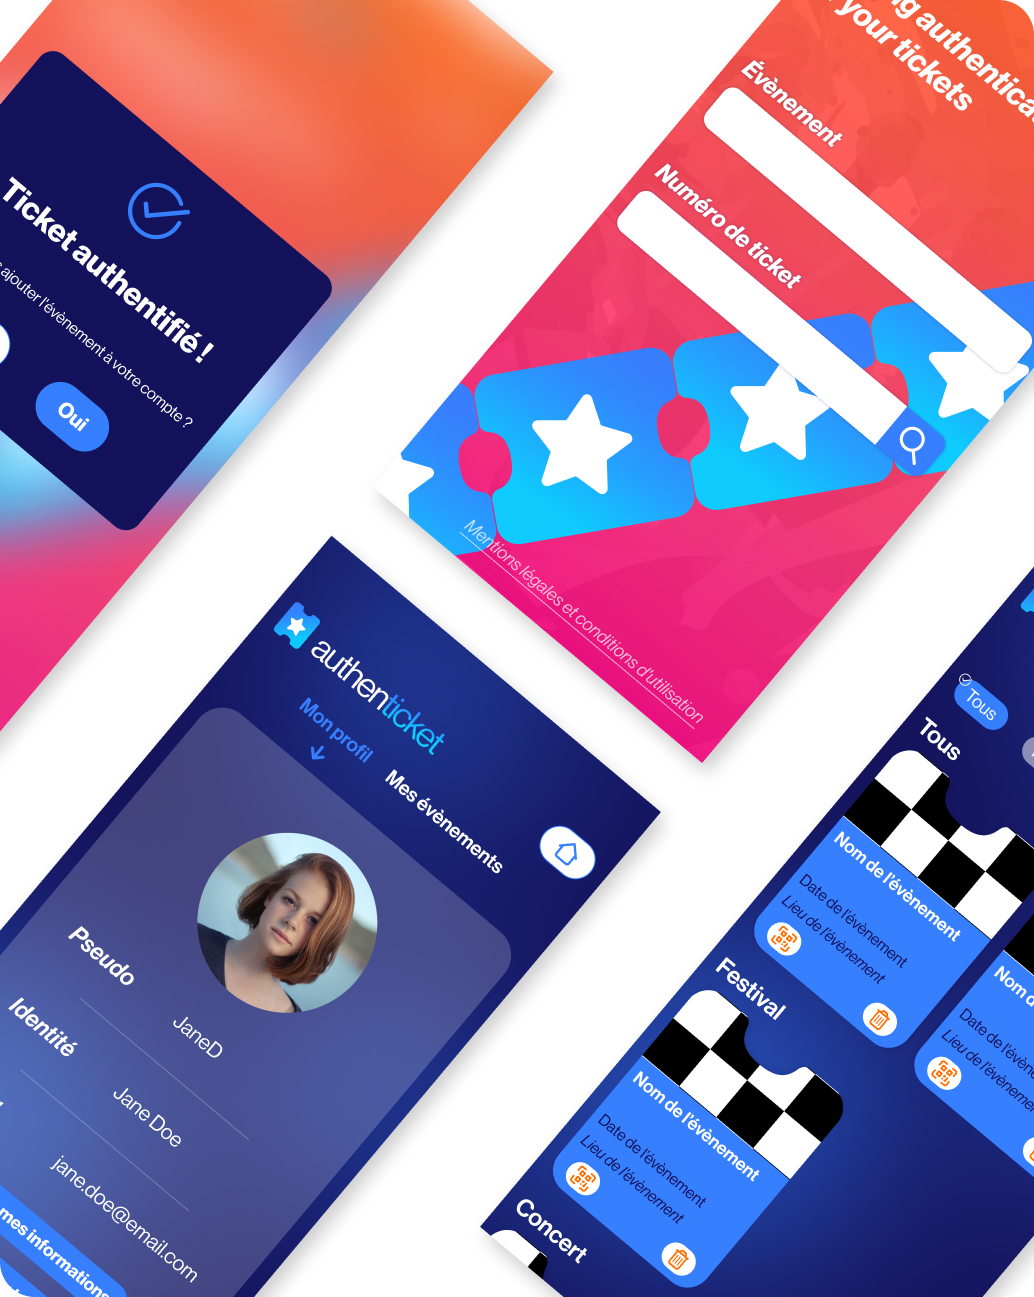 Ticket authentifié !
ajouter l'évènement à votre compte ?
Oui
your tickets
Évènement
Numéro de ticket
Mentions légales et conditions d'utilisation
authenticket
Mon profil
Mes évènements
Pseudo
JaneD
Identité
Jane Doe
jane.doe@email.com
mes informations
Tous
Tous
Nom de l'évènement
Date de l'évènement
Lieu de l'évènement
Nom d
Date de l'évène
Lieu de l'évènemen
Festival
Nom de l'évènement
Date de l'évènement
Lieu de l'évènement
Concert